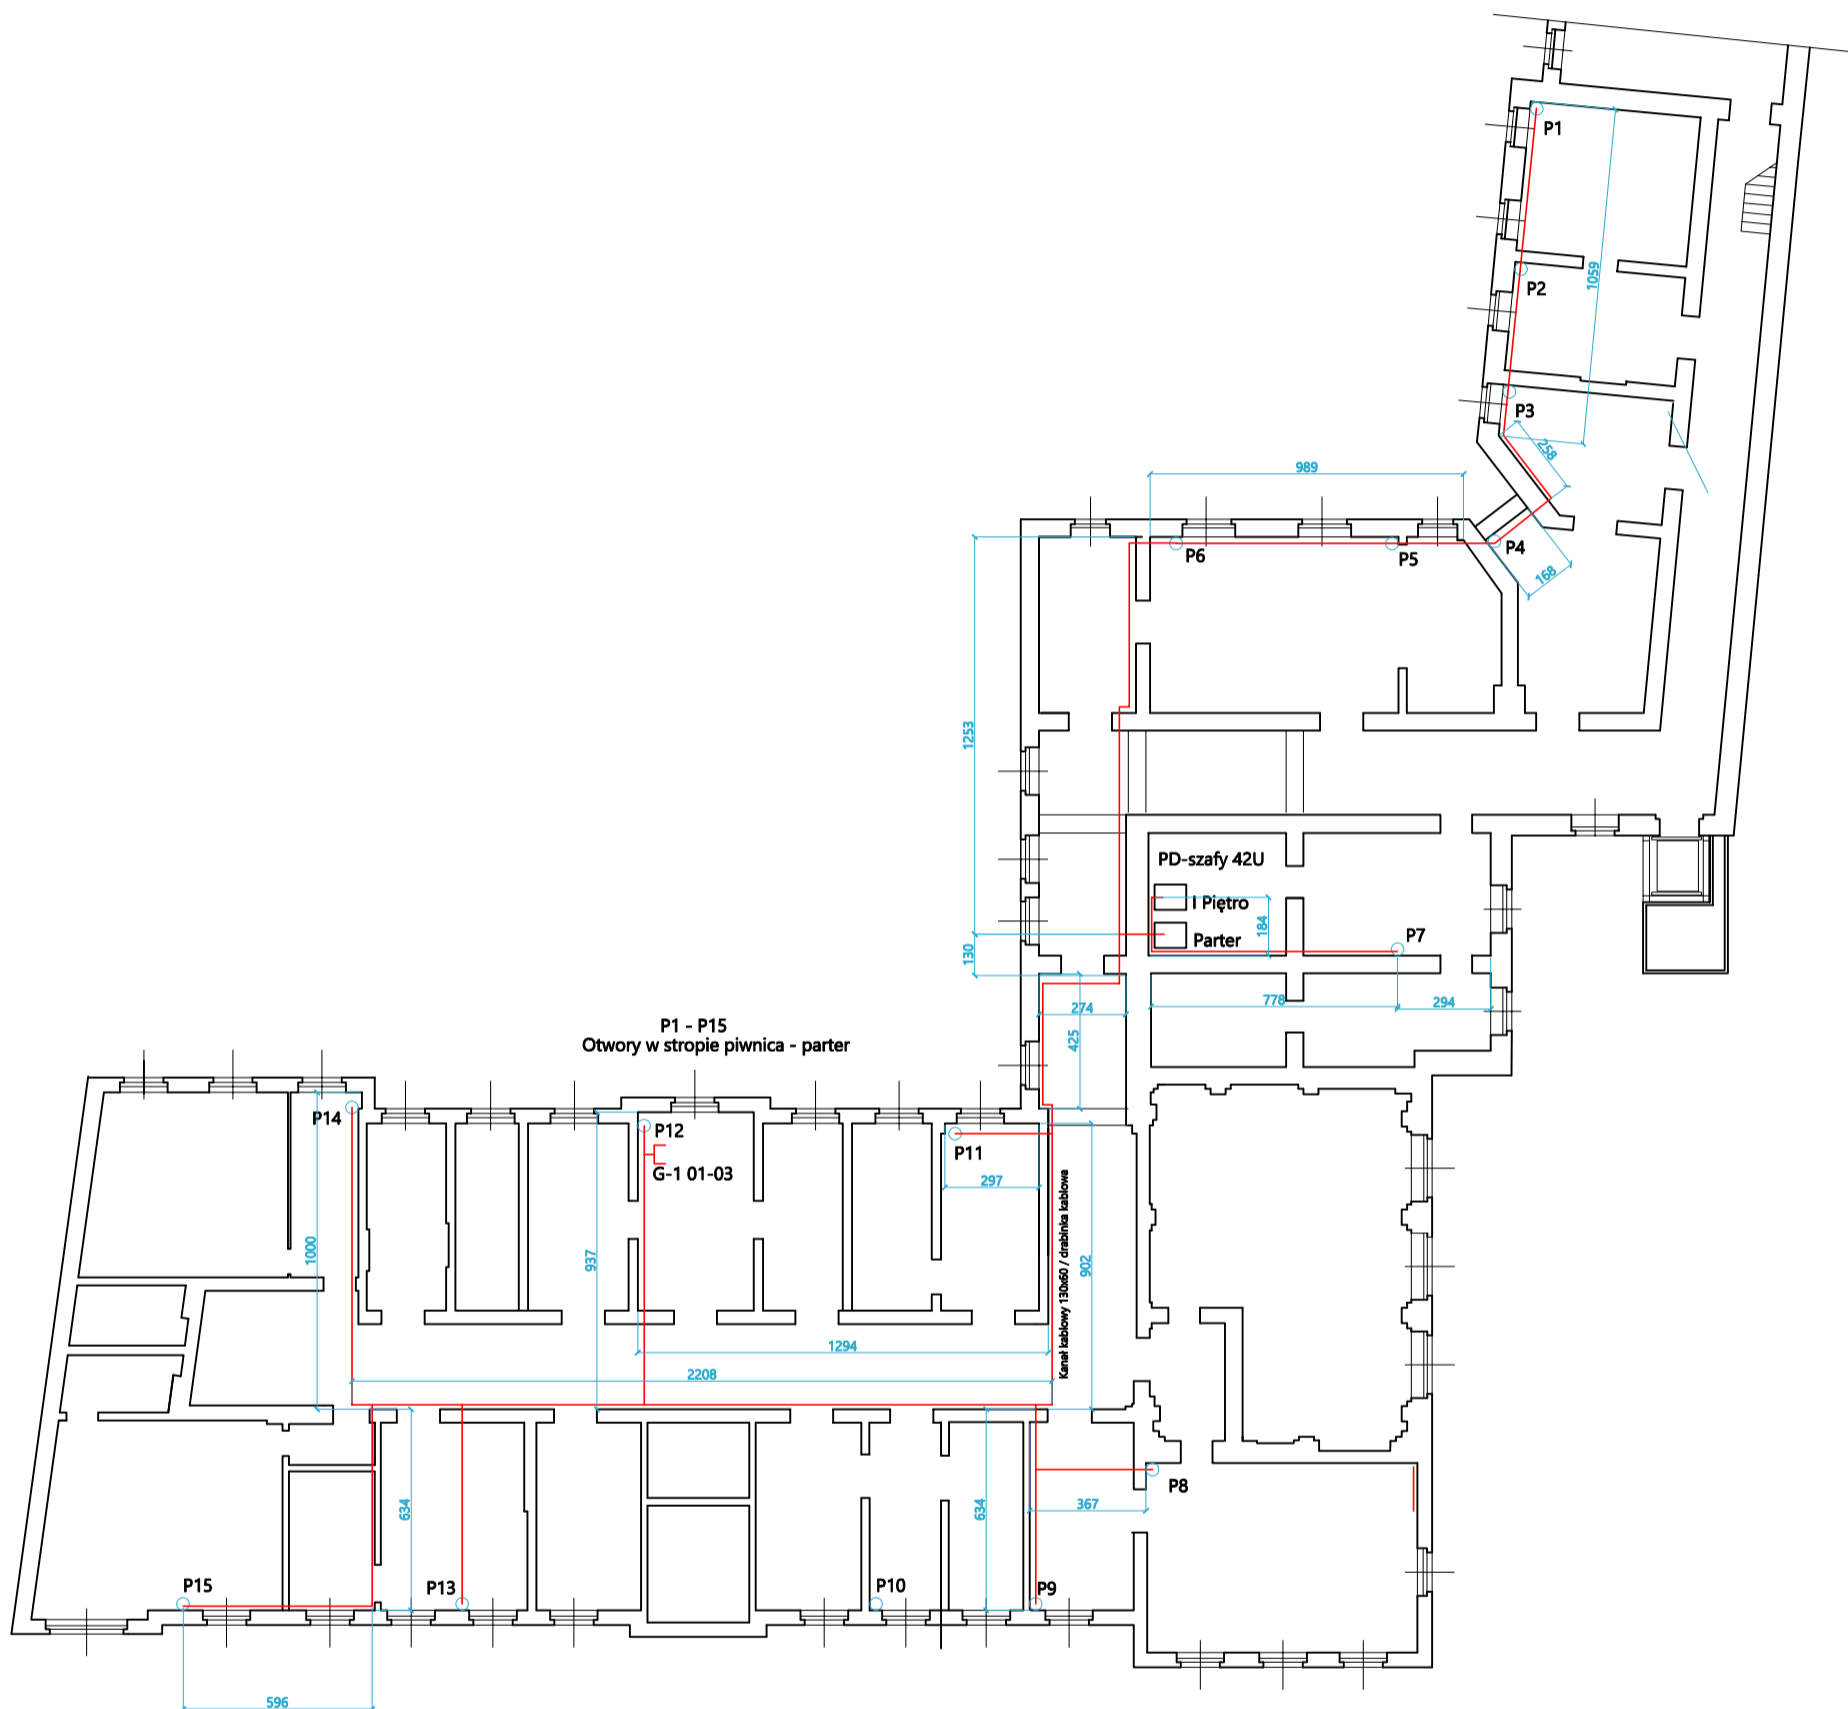 P1
P2
1059
P3
258
989
P6
P5
P4
168
1253
PD-szafy 42U
I Piętro
184
Parter
P7
130
274
778
294
425
P1 - P15
Otwory w stropie piwnica - parter
P14
P12
P11
G-1 01-03
297
1000
937
902
Kanał kablowy 130x60 / drabinka kablowa
1294
2208
P8
634
634
367
P15
P13
P10
P9
596